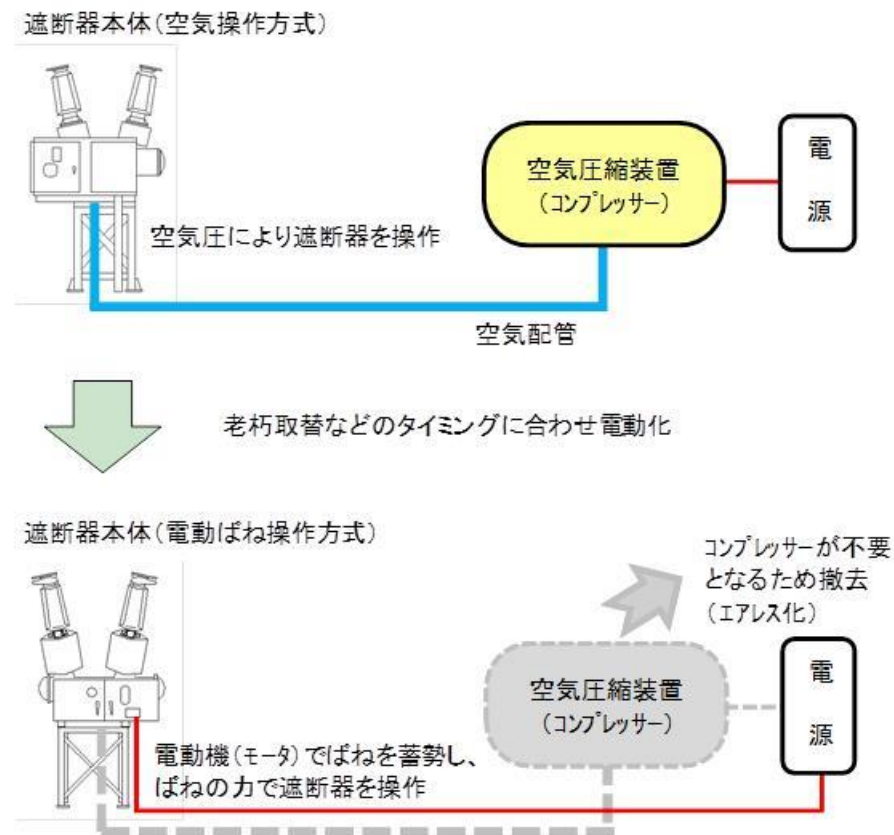 遮断器本体（空気操作方式）
空気圧縮装置
（コンプレッサー）
電
源
空気圧により遮断器を操作
空気配管
老朽取替などのタイミングに合わせ電動化
遮断器本体（電動ばね操作方式）
コンプレッサーが不要
となるため撤去
（エアレス化）
空気圧縮装置
（コンプレッサー）
電
源
電動機（モータ）でばねを蓄勢し、
ばねの力で遮断器を操作